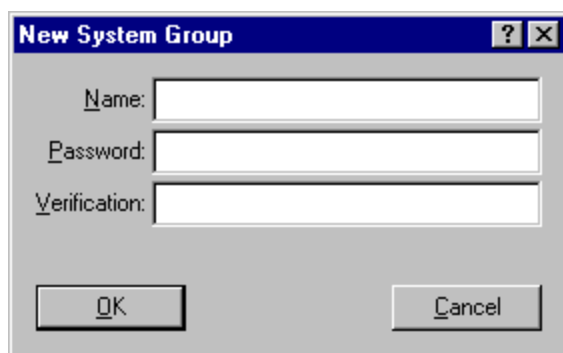 New System Group
Name:
Password:
Verification:
OK Cancel